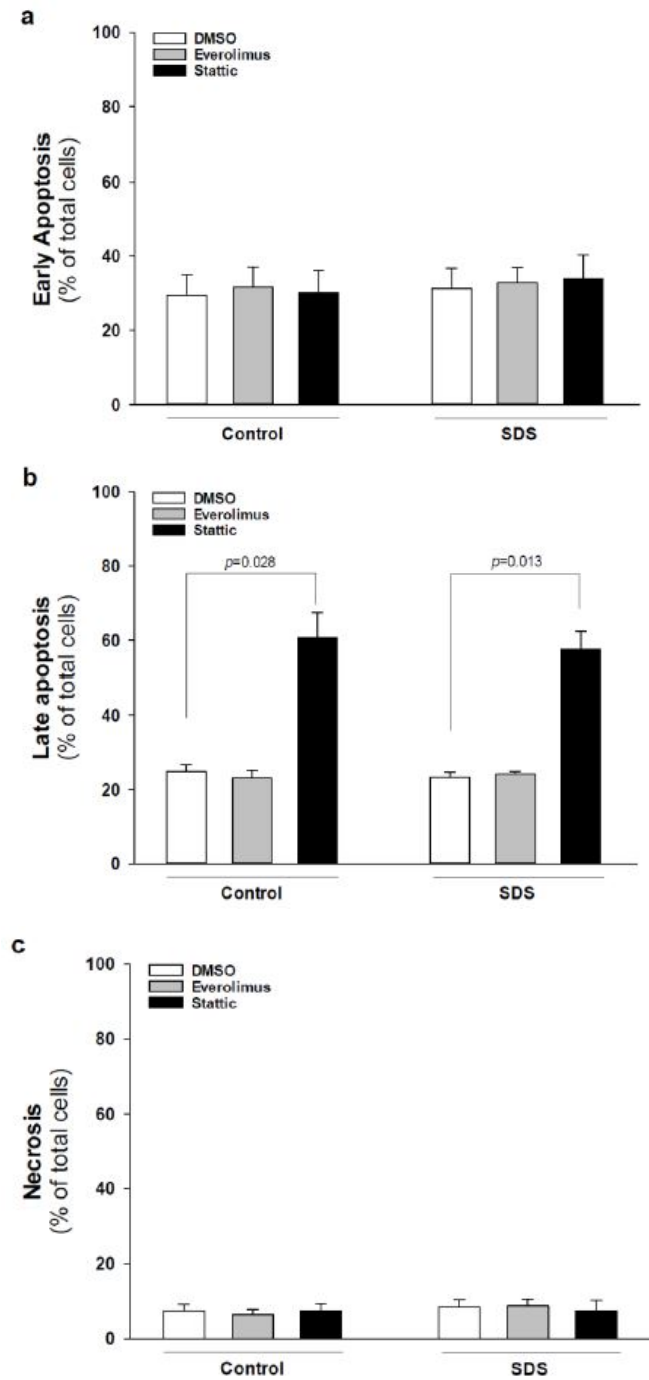 a
100
80
60
40
20
0
Early Apoptosis
(% of total cells)
DMSO
Everolimus
Stattic
Control
SDS
b
100
80
60
40
20
0
Late apoptosis
(% of total cells)
DMSO
Everolimus
Stattic
p=0.028
p=0.013
Control
SDS
c
100
80
60
40
20
0
Necrosis
(% of total cells)
DMSO
Everolimus
Stattic
Control
SDS